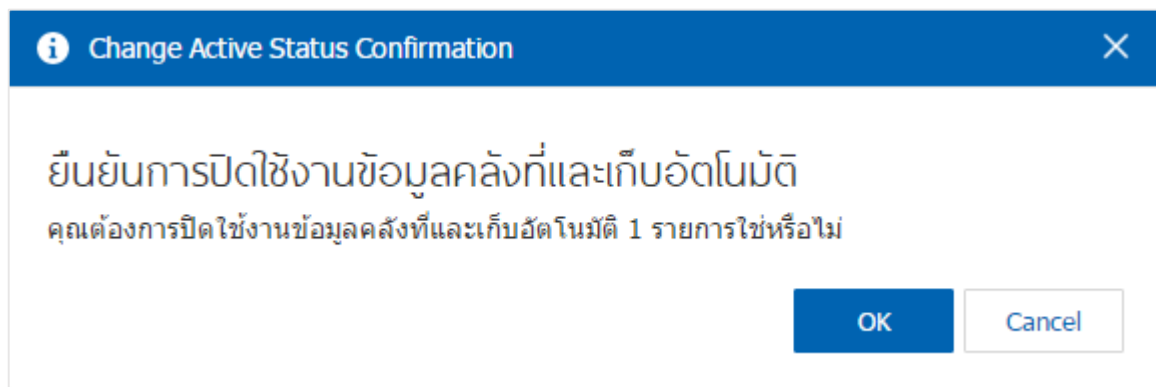 Change Active Status Confirmation
ยืนยันการปิดใช้งานข้อมูลคลังที่และเก็บอัตโนมัติ
คุณต้องการปิดใช้งานข้อมูลคลังที่และเก็บอัตโนมัติ 1 รายการใช่หรือไม่
OK Cancel